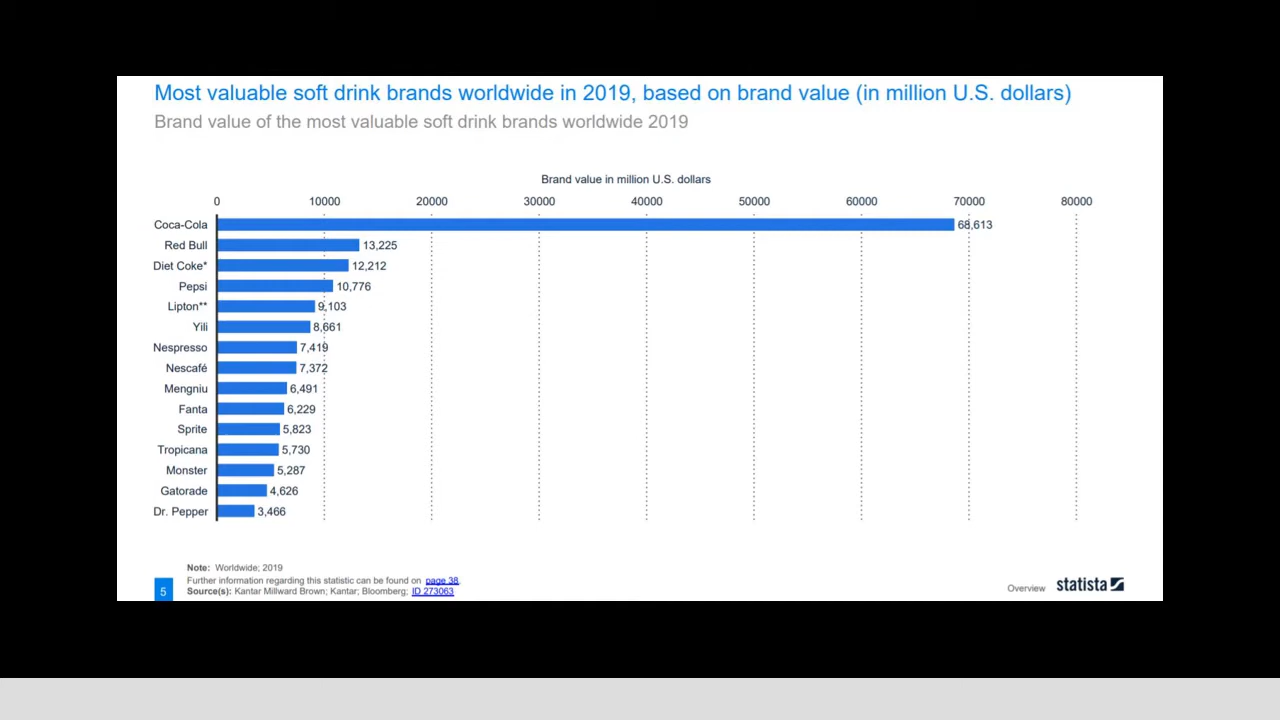 Most valuable soft drink brands worldwide in 2019, based on brand value (in million U.S. dollars)
Brand value of the most valuable soft drink brands worldwide 2019
Brand value in million U.S. dollars
0 10000 20000 30000 40000 50000 60000 70000 80000
Coca-Cola 68,613
Red Bull 13,225
Diet Coke* 12,212
Pepsi 10,776
Lipton** 9,103
Yili 8,661
Nespresso 7,419
Nescafé 7,372
Mengniu 6,491
Fanta 6,229
Sprite 5,823
Tropicana 5,730
Monster 5,287
Gatorade 4,626
Dr. Pepper 3,466
Note: Worldwide; 2019
Further information regarding this statistic can be found on page 38.
5 Source(s): Kantar Millward Brown; Kantar; Bloomberg; ID 273063
Overview statista